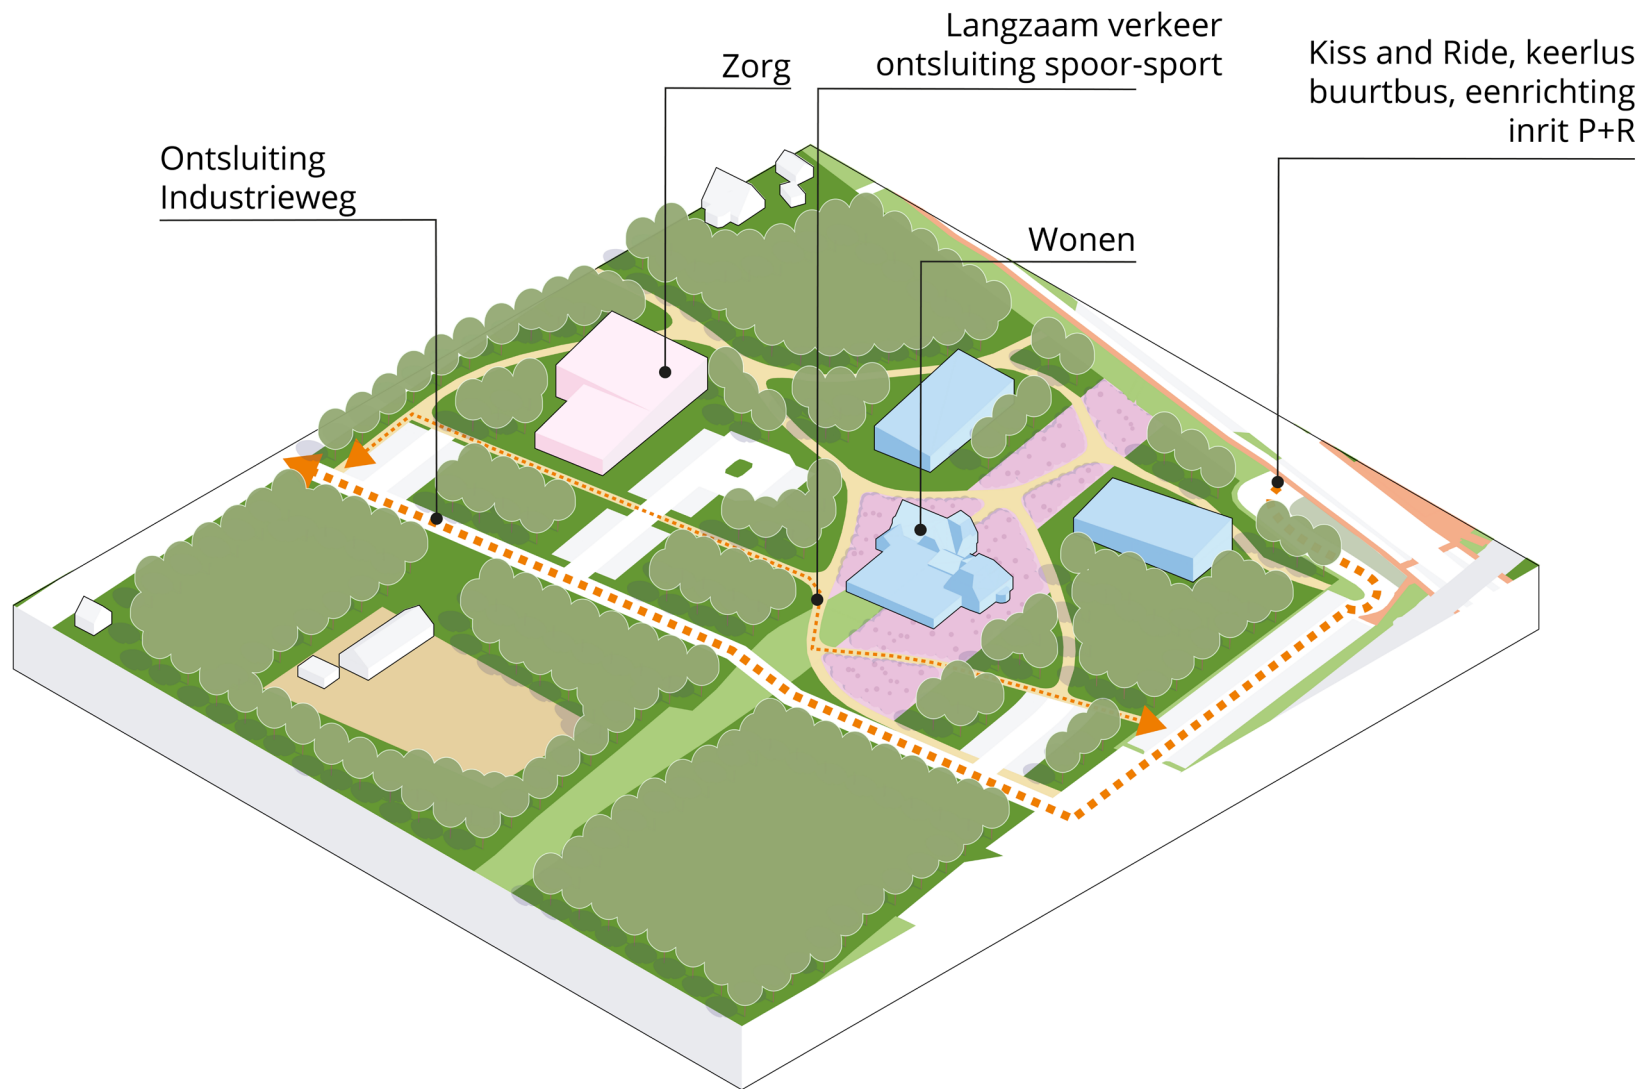 Langzaam verkeer
ontsluiting spoor-sport
Kiss and Ride, keerlus
buurtbus, eenrichting
inrit P+R
Zorg
Ontsluiting
Industrieweg
Wonen